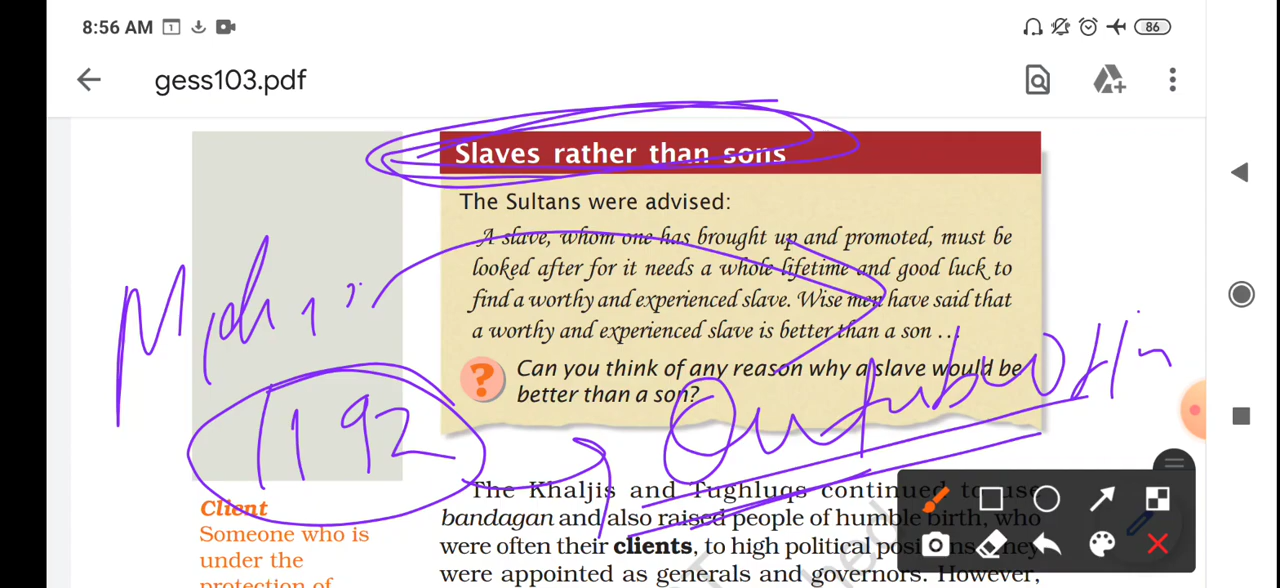 8:56 AM
1
86
gess103.pdf
Slaves rather than sons
The Sultans were advised:
A slave, whom one has brought up and promoted, must be
looked after for it needs a whole lifetime and good luck to
find a worthy and experienced slave. Wise men have said that
a worthy and experienced slave is better than a son ...
? Can you think of any reason why a slave would be
better than a son?
1192
Client
Someone who is
under the
protection of
The Khaljis and Tughluqs continued to use
bandagan and also raised people of humble birth, who
were often their clients, to high political positions. They
were appointed as generals and governors. However,